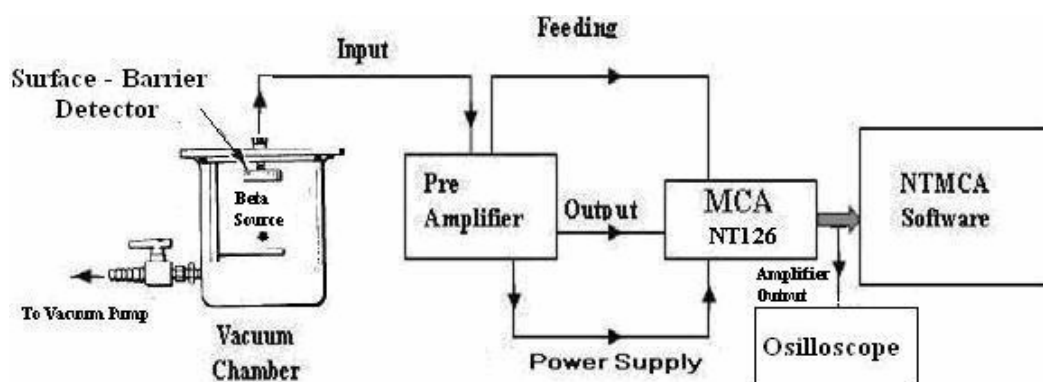 Feeding
Input
Surface - Barrier
Detector
Beta
Source
Pre
Amplifier
Output
MCA
NT126
NTMCA
Software
Amplifier
Output
To Vacuum Pump
Vacuum
Chamber
Power Supply
Osilloscope